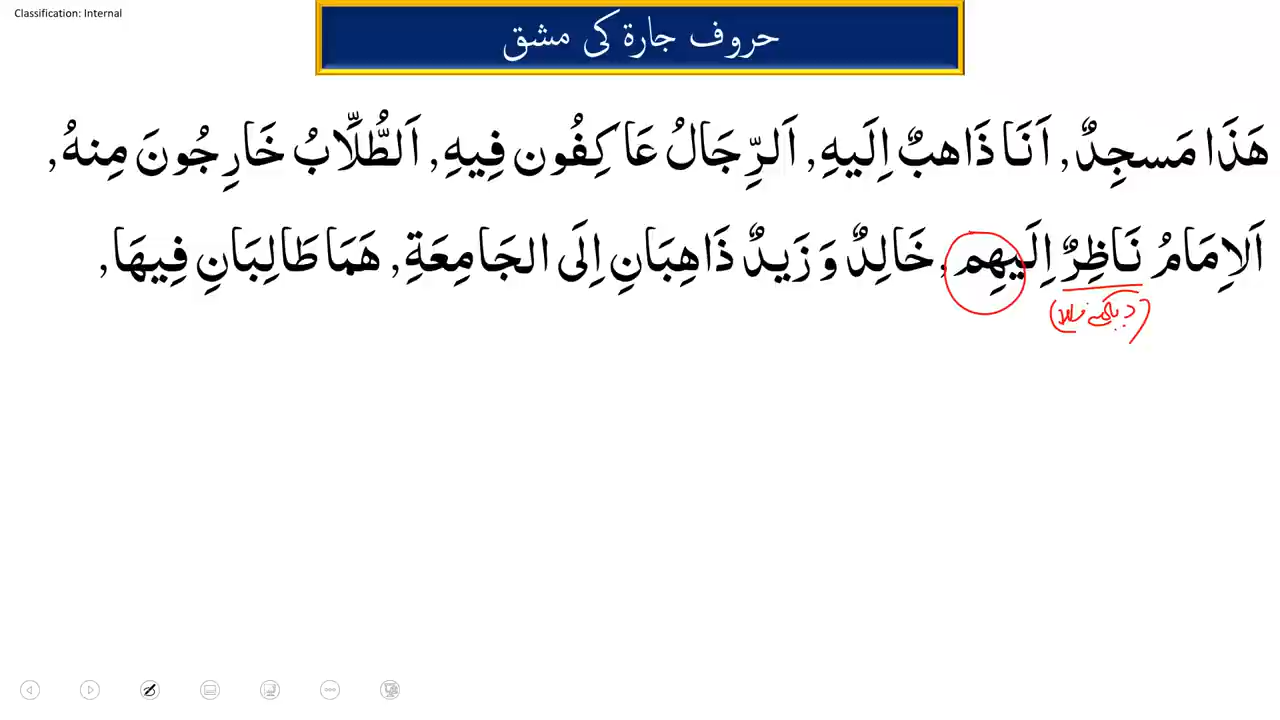 Classification: Internal
حروف جارۃ کی مشق
هَذَا مَسجِدٌ, اَنَا ذَاهبٌ اِلَيهِ, اَلرِّجَالُ عَاكِفُون فِيهِ, اَلطُّلَّابُ خَارِجُونَ مِنهُ,
اَلاِمَامُ نَاظِرٌ اِلَيهِم, خَالِدٌ وَ زَيدٌ ذَاهِبَانِ اِلَى الجَامِعَةِ, هَمَا طَالِبَانِ فِيهَا,